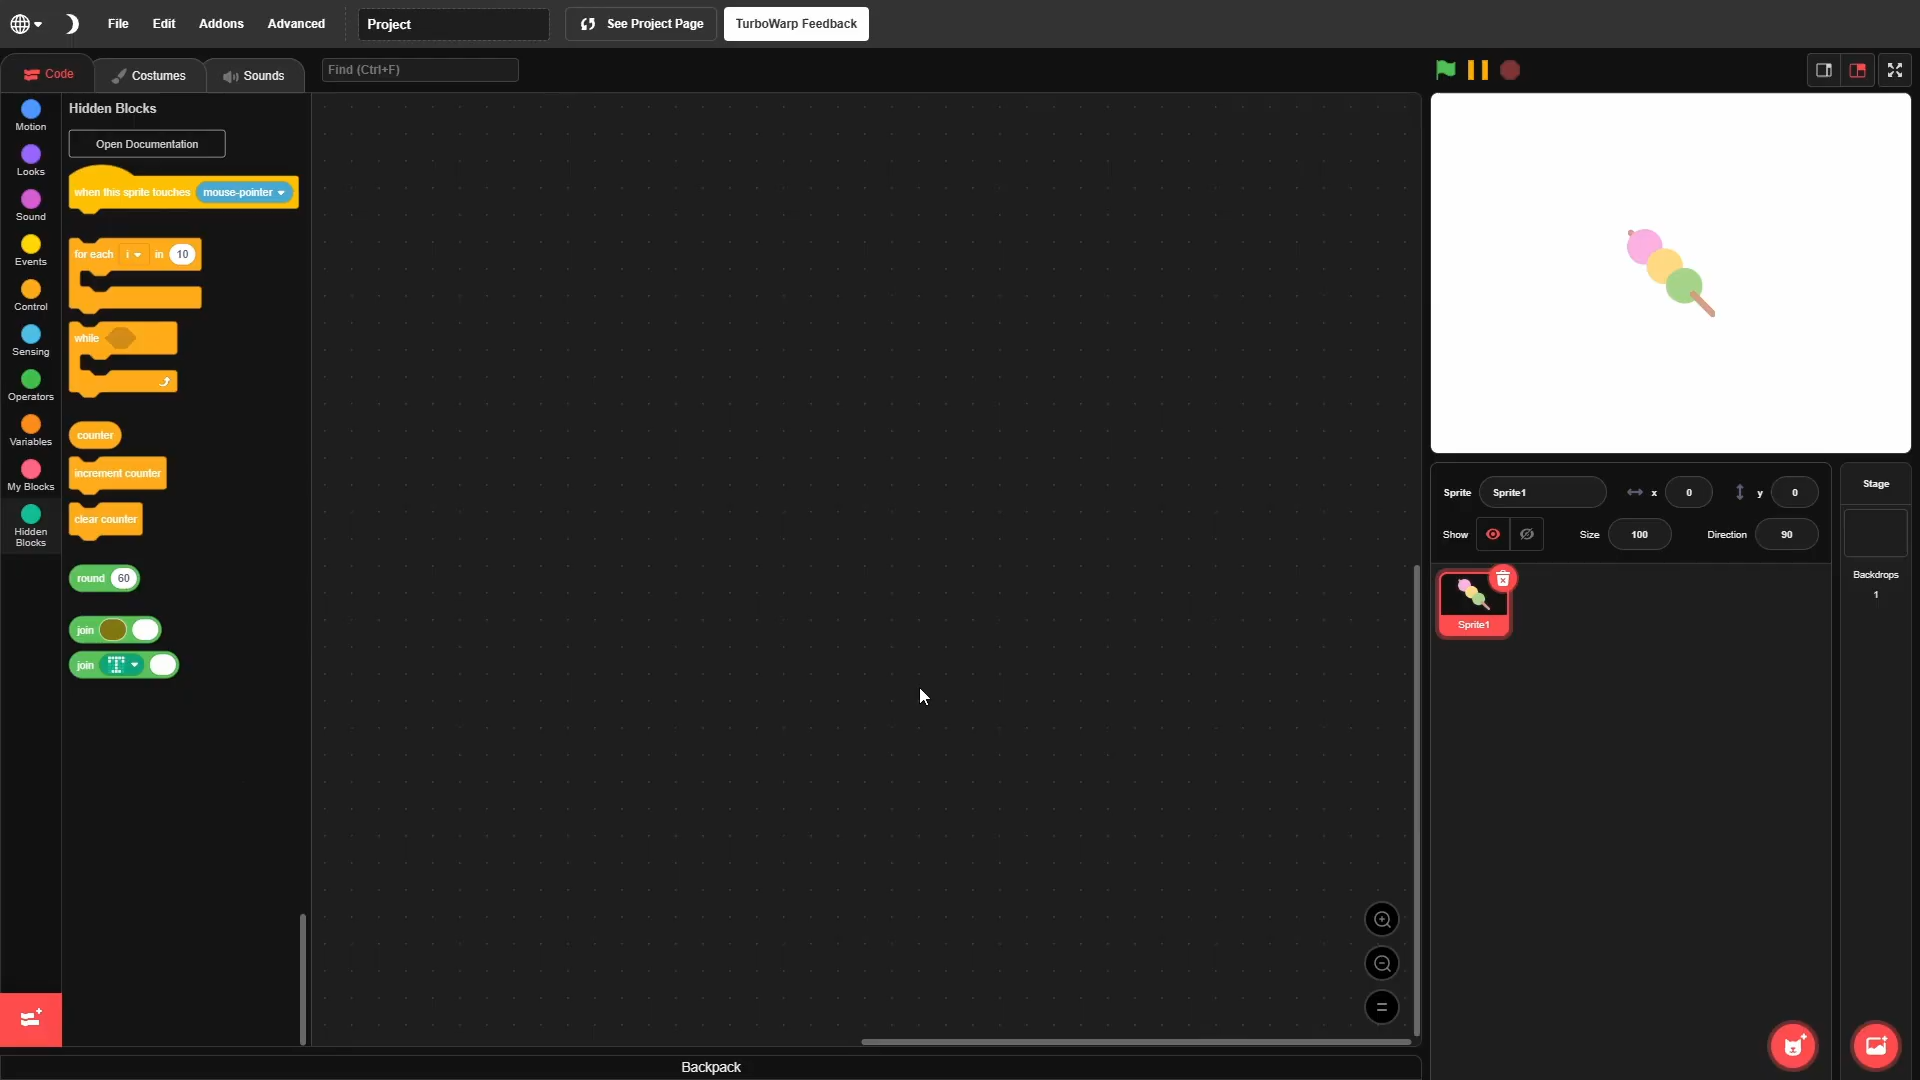 File Edit Addons Advanced Project See Project Page TurboWarp Feedback
Code Costumes Sounds Find (Ctrl+F)
Motion
Looks
Sound
Events
Control
Sensing
Operators
Variables
My Blocks
Hidden
Blocks
Hidden Blocks
Open Documentation
when this sprite touches mouse-pointer
for each i in 10
while
counter
increment counter
clear counter
round 60
join
join T
Sprite Sprite1 x 0 y 0
Show Size 100 Direction 90
Sprite1
Stage
Backdrops
1
Backpack